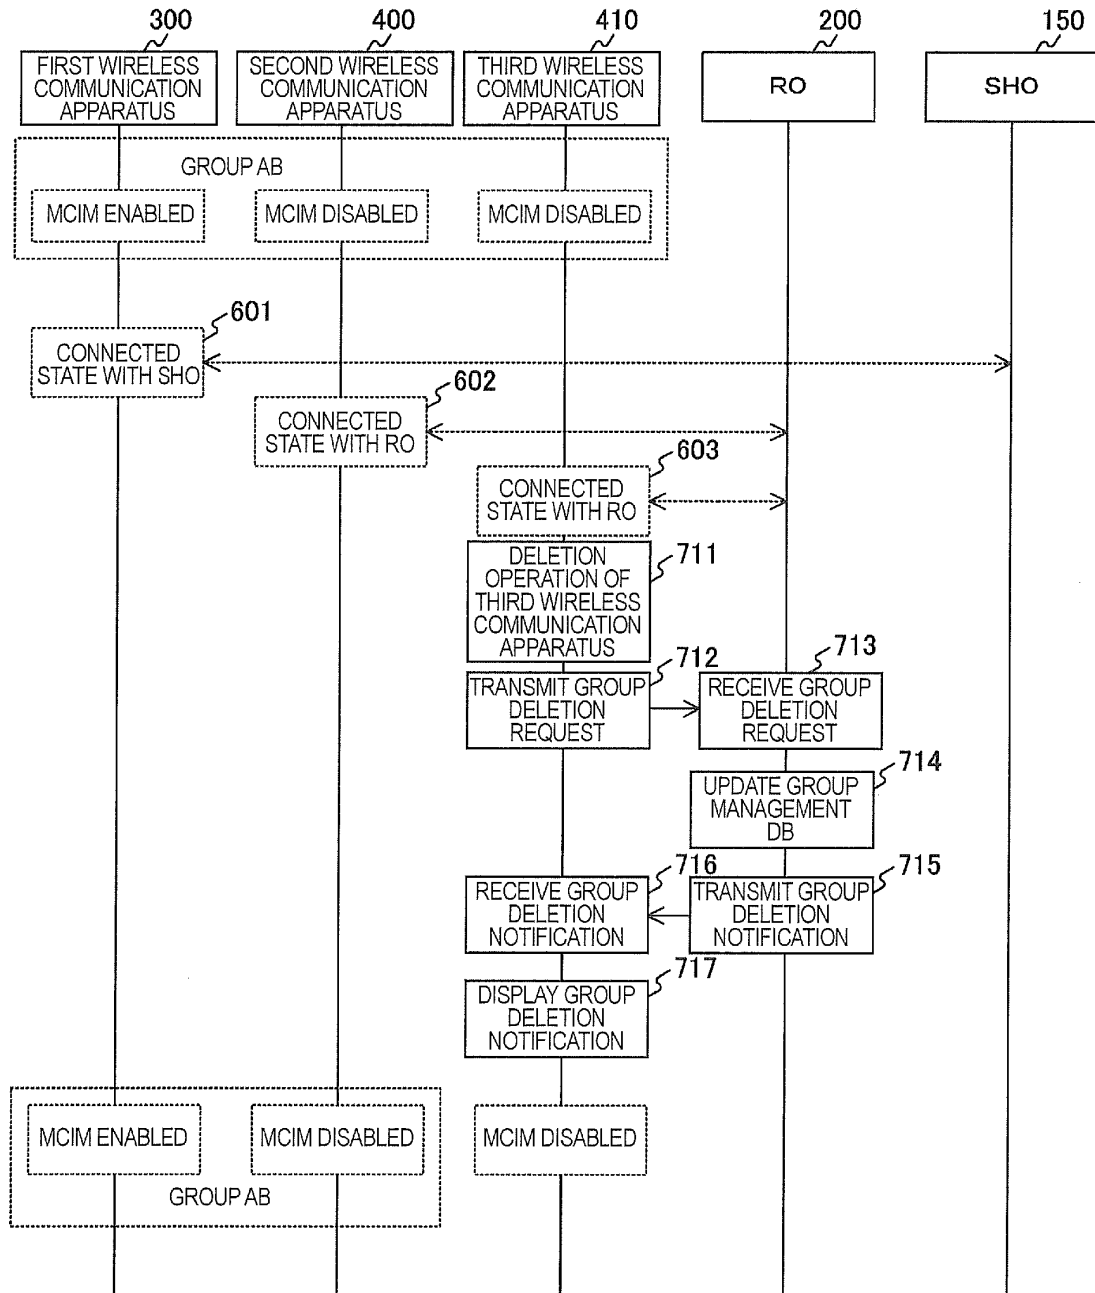 300
400
410
200
150
FIRST WIRELESS
COMMUNICATION
APPARATUS
SECOND WIRELESS
COMMUNICATION
APPARATUS
THIRD WIRELESS
COMMUNICATION
APPARATUS
RO
SHO
GROUP AB
MCIM ENABLED
MCIM DISABLED
MCIM DISABLED
601
CONNECTED
STATE WITH SHO
602
CONNECTED
STATE WITH RO
603
CONNECTED
STATE WITH RO
711
DELETION
OPERATION OF
THIRD WIRELESS
COMMUNICATION
APPARATUS
712
TRANSMIT GROUP
DELETION
REQUEST
713
RECEIVE GROUP
DELETION
REQUEST
714
UPDATE GROUP
MANAGEMENT
DB
716
RECEIVE GROUP
DELETION
NOTIFICATION
715
TRANSMIT GROUP
DELETION
NOTIFICATION
717
DISPLAY GROUP
DELETION
NOTIFICATION
MCIM ENABLED
MCIM DISABLED
MCIM DISABLED
GROUP AB